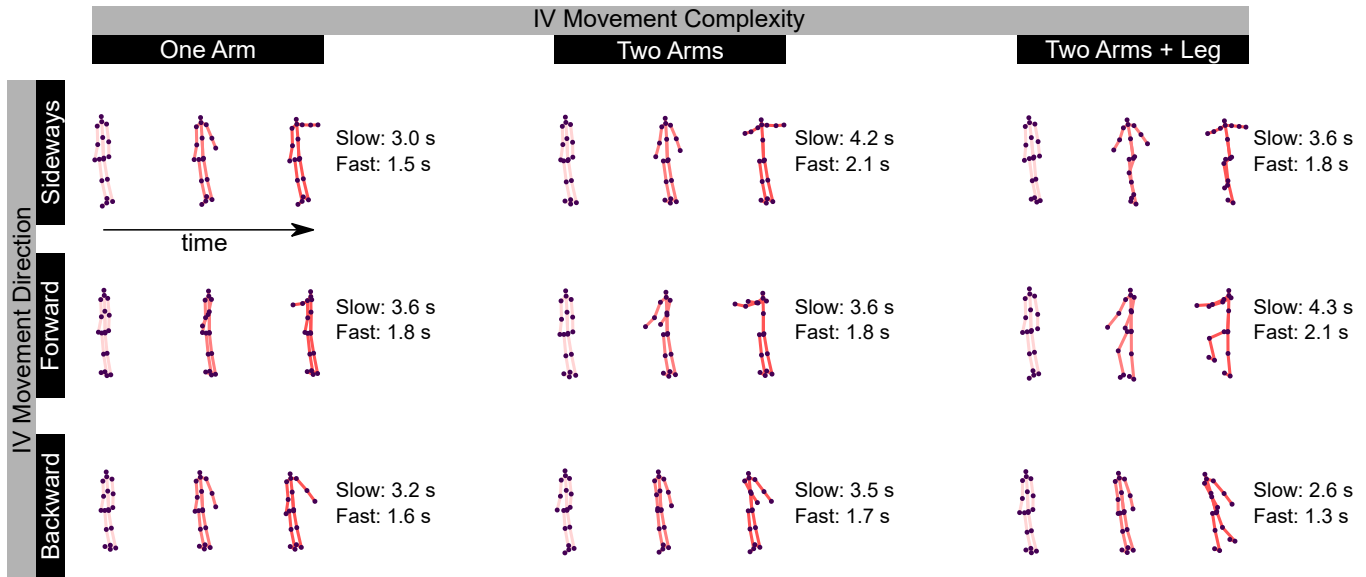 IV Movement Complexity
One Arm
Two Arms
Two Arms + Leg
IV Movement Direction
Sideways
Slow: 3.0 s
Fast: 1.5 s
Slow: 4.2 s
Fast: 2.1 s
Slow: 3.6 s
Fast: 1.8 s
time
Forward
Slow: 3.6 s
Fast: 1.8 s
Slow: 3.6 s
Fast: 1.8 s
Slow: 4.3 s
Fast: 2.1 s
Backward
Slow: 3.2 s
Fast: 1.6 s
Slow: 3.5 s
Fast: 1.7 s
Slow: 2.6 s
Fast: 1.3 s